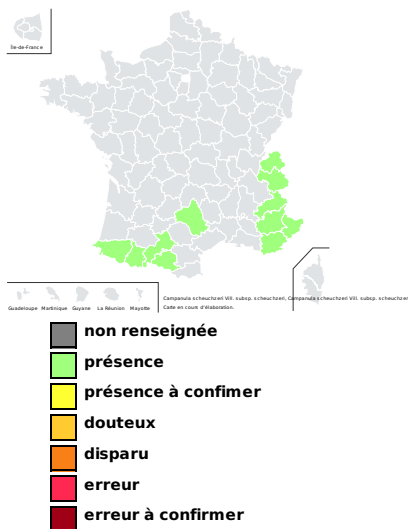 Île-de-France
Guadeloupe Martinique Guyane La Réunion Mayotte
Campanula scheuchzeri Vill. subsp. scheuchzeri, Campanula scheuchzeri Vill. subsp. scheuchzer
Carte en cours d'élaboration.
non renseignée
présence
présence à confimer
douteux
disparu
erreur
erreur à confirmer